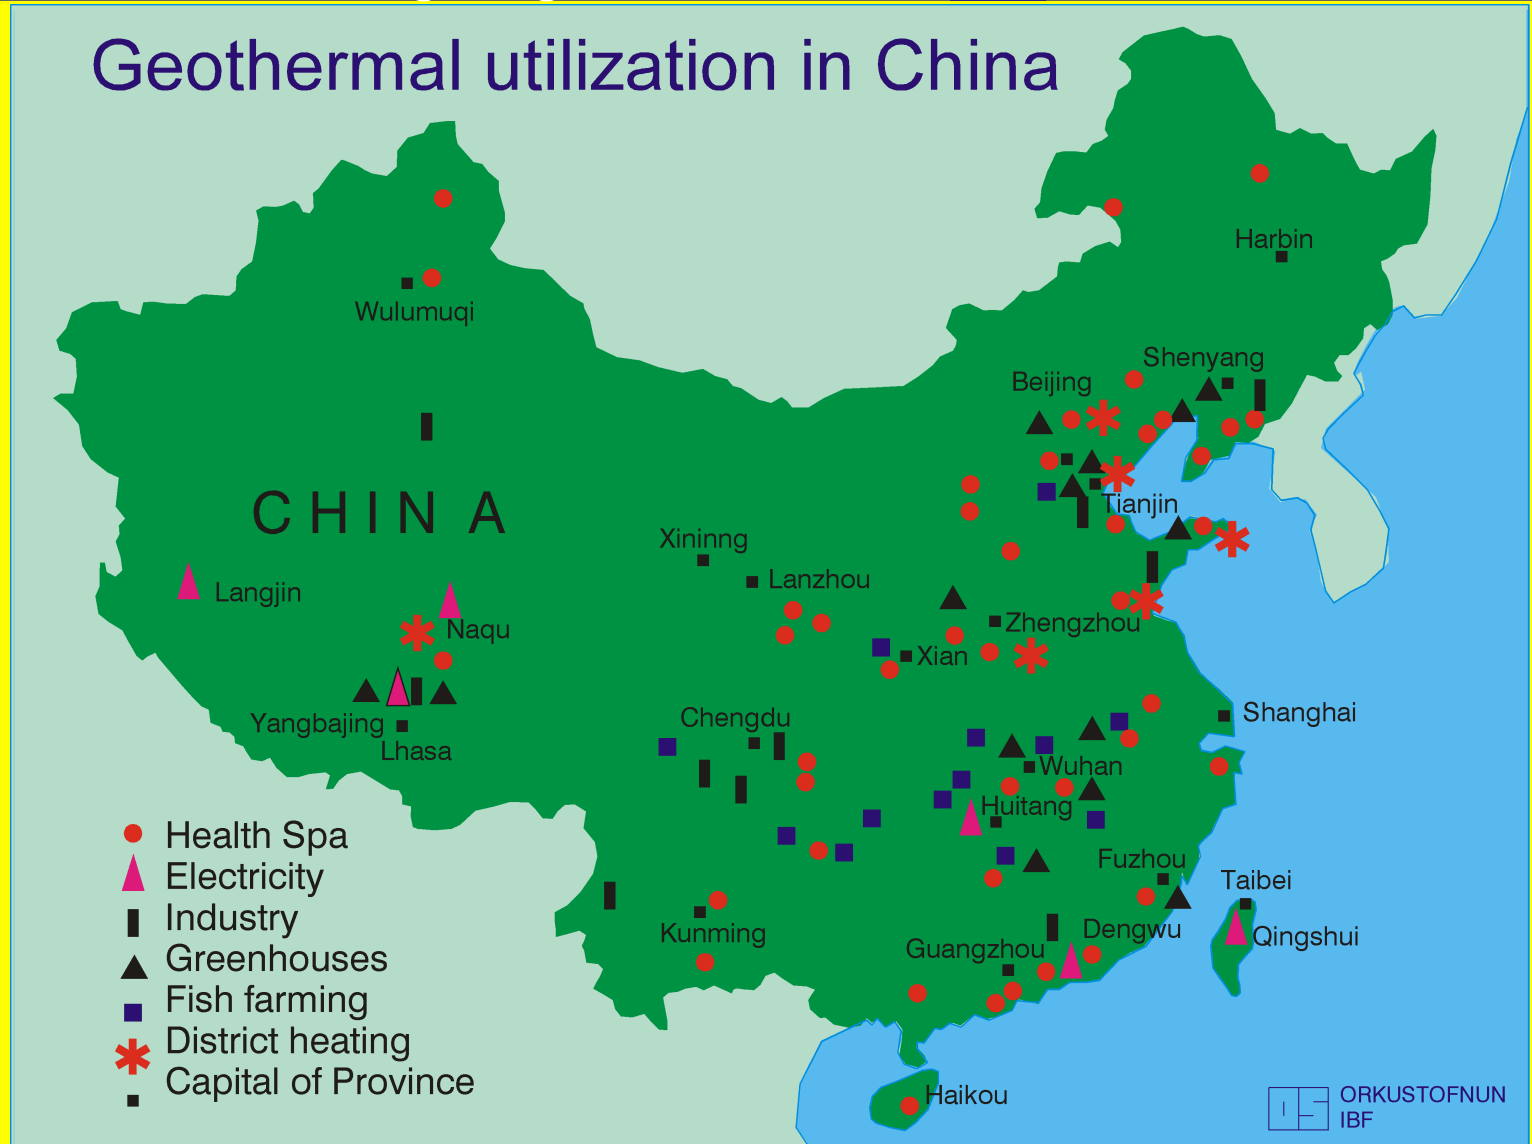 Geothermal utilization in China
Harbin
Wulumuqi
Shenyang
Beijing
CHINA
Tianjin
Xininng
Lanzhou
Langjin
Naqu
Zhengzhou
Xian
Yangbajing
Lhasa
Chengdu
Shanghai
Wuhan
Huitang
Fuzhou
Taibei
Kunming
Dengwu
Guangzhou
Qingshui
Haikou
Health Spa
Electricity
Industry
Greenhouses
Fish farming
District heating
Capital of Province
OS
ORKUSTOFNUN
IBF